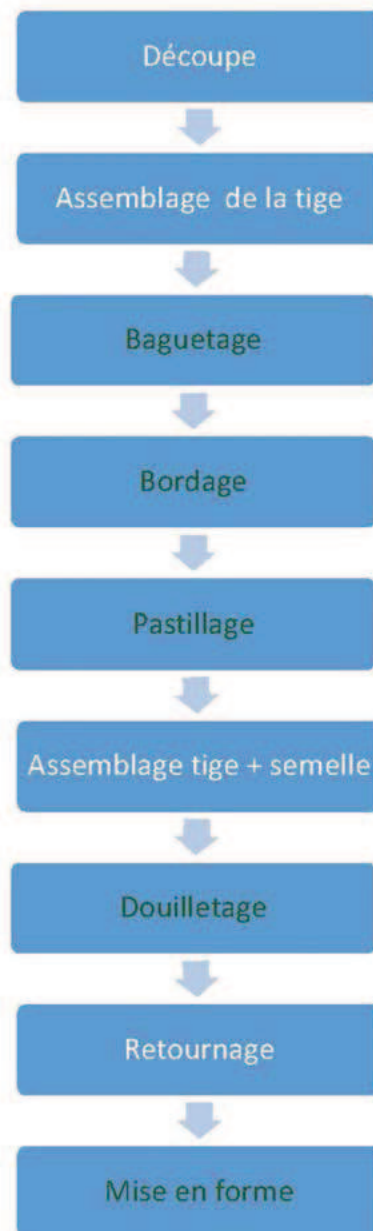 Découpe
Assemblage de la tige
Baguetage
Bordage
Pastillage
Assemblage tige + semelle
Douilletage
Retournage
Mise en forme